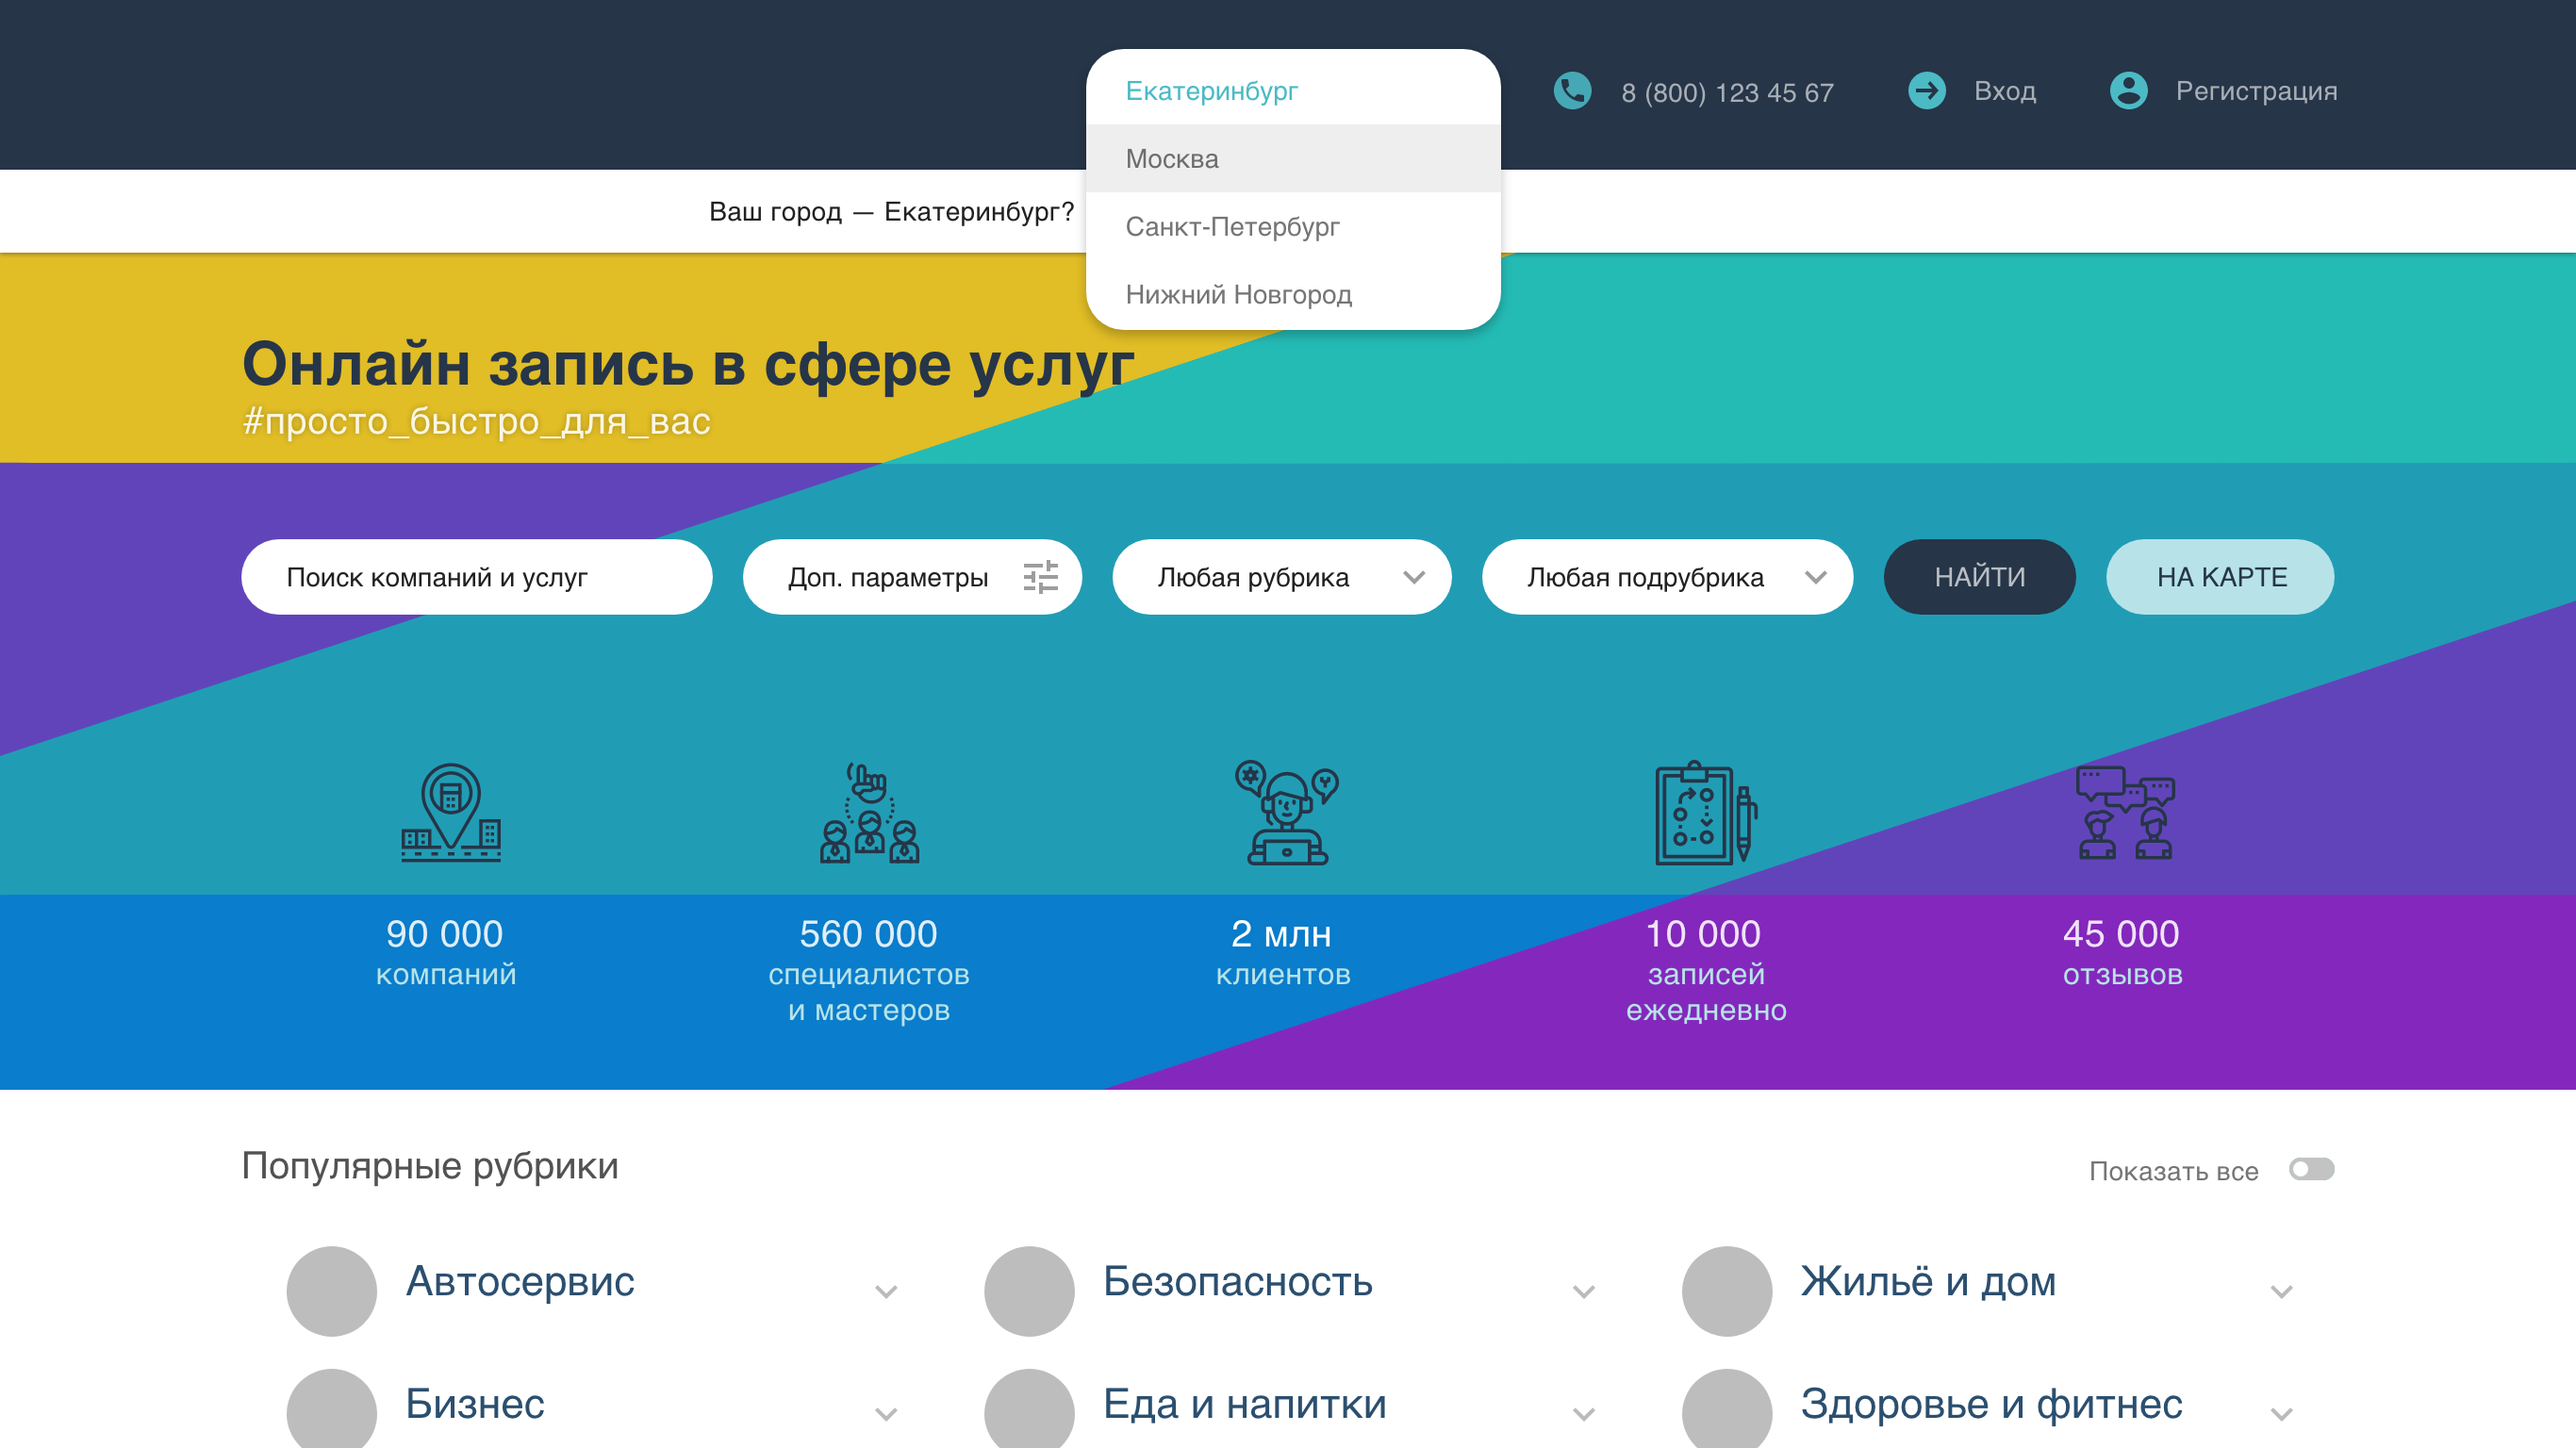 Екатеринбург
Москва
Санкт-Петербург
Нижний Новгород
8 (800) 123 45 67
Вход
Регистрация
Ваш город — Екатеринбург?
Онлайн запись в сфере услуг
#просто_быстро_для_вас
Поиск компаний и услуг
Доп. параметры
Любая рубрика
Любая подрубрика
НАЙТИ
НА КАРТЕ
90 000
компаний
560 000
специалистов
и мастеров
2 млн
клиентов
10 000
записей
ежедневно
45 000
отзывов
Популярные рубрики
Показать все
Автосервис
Безопасность
Жильё и дом
Бизнес
Еда и напитки
Здоровье и фитнес